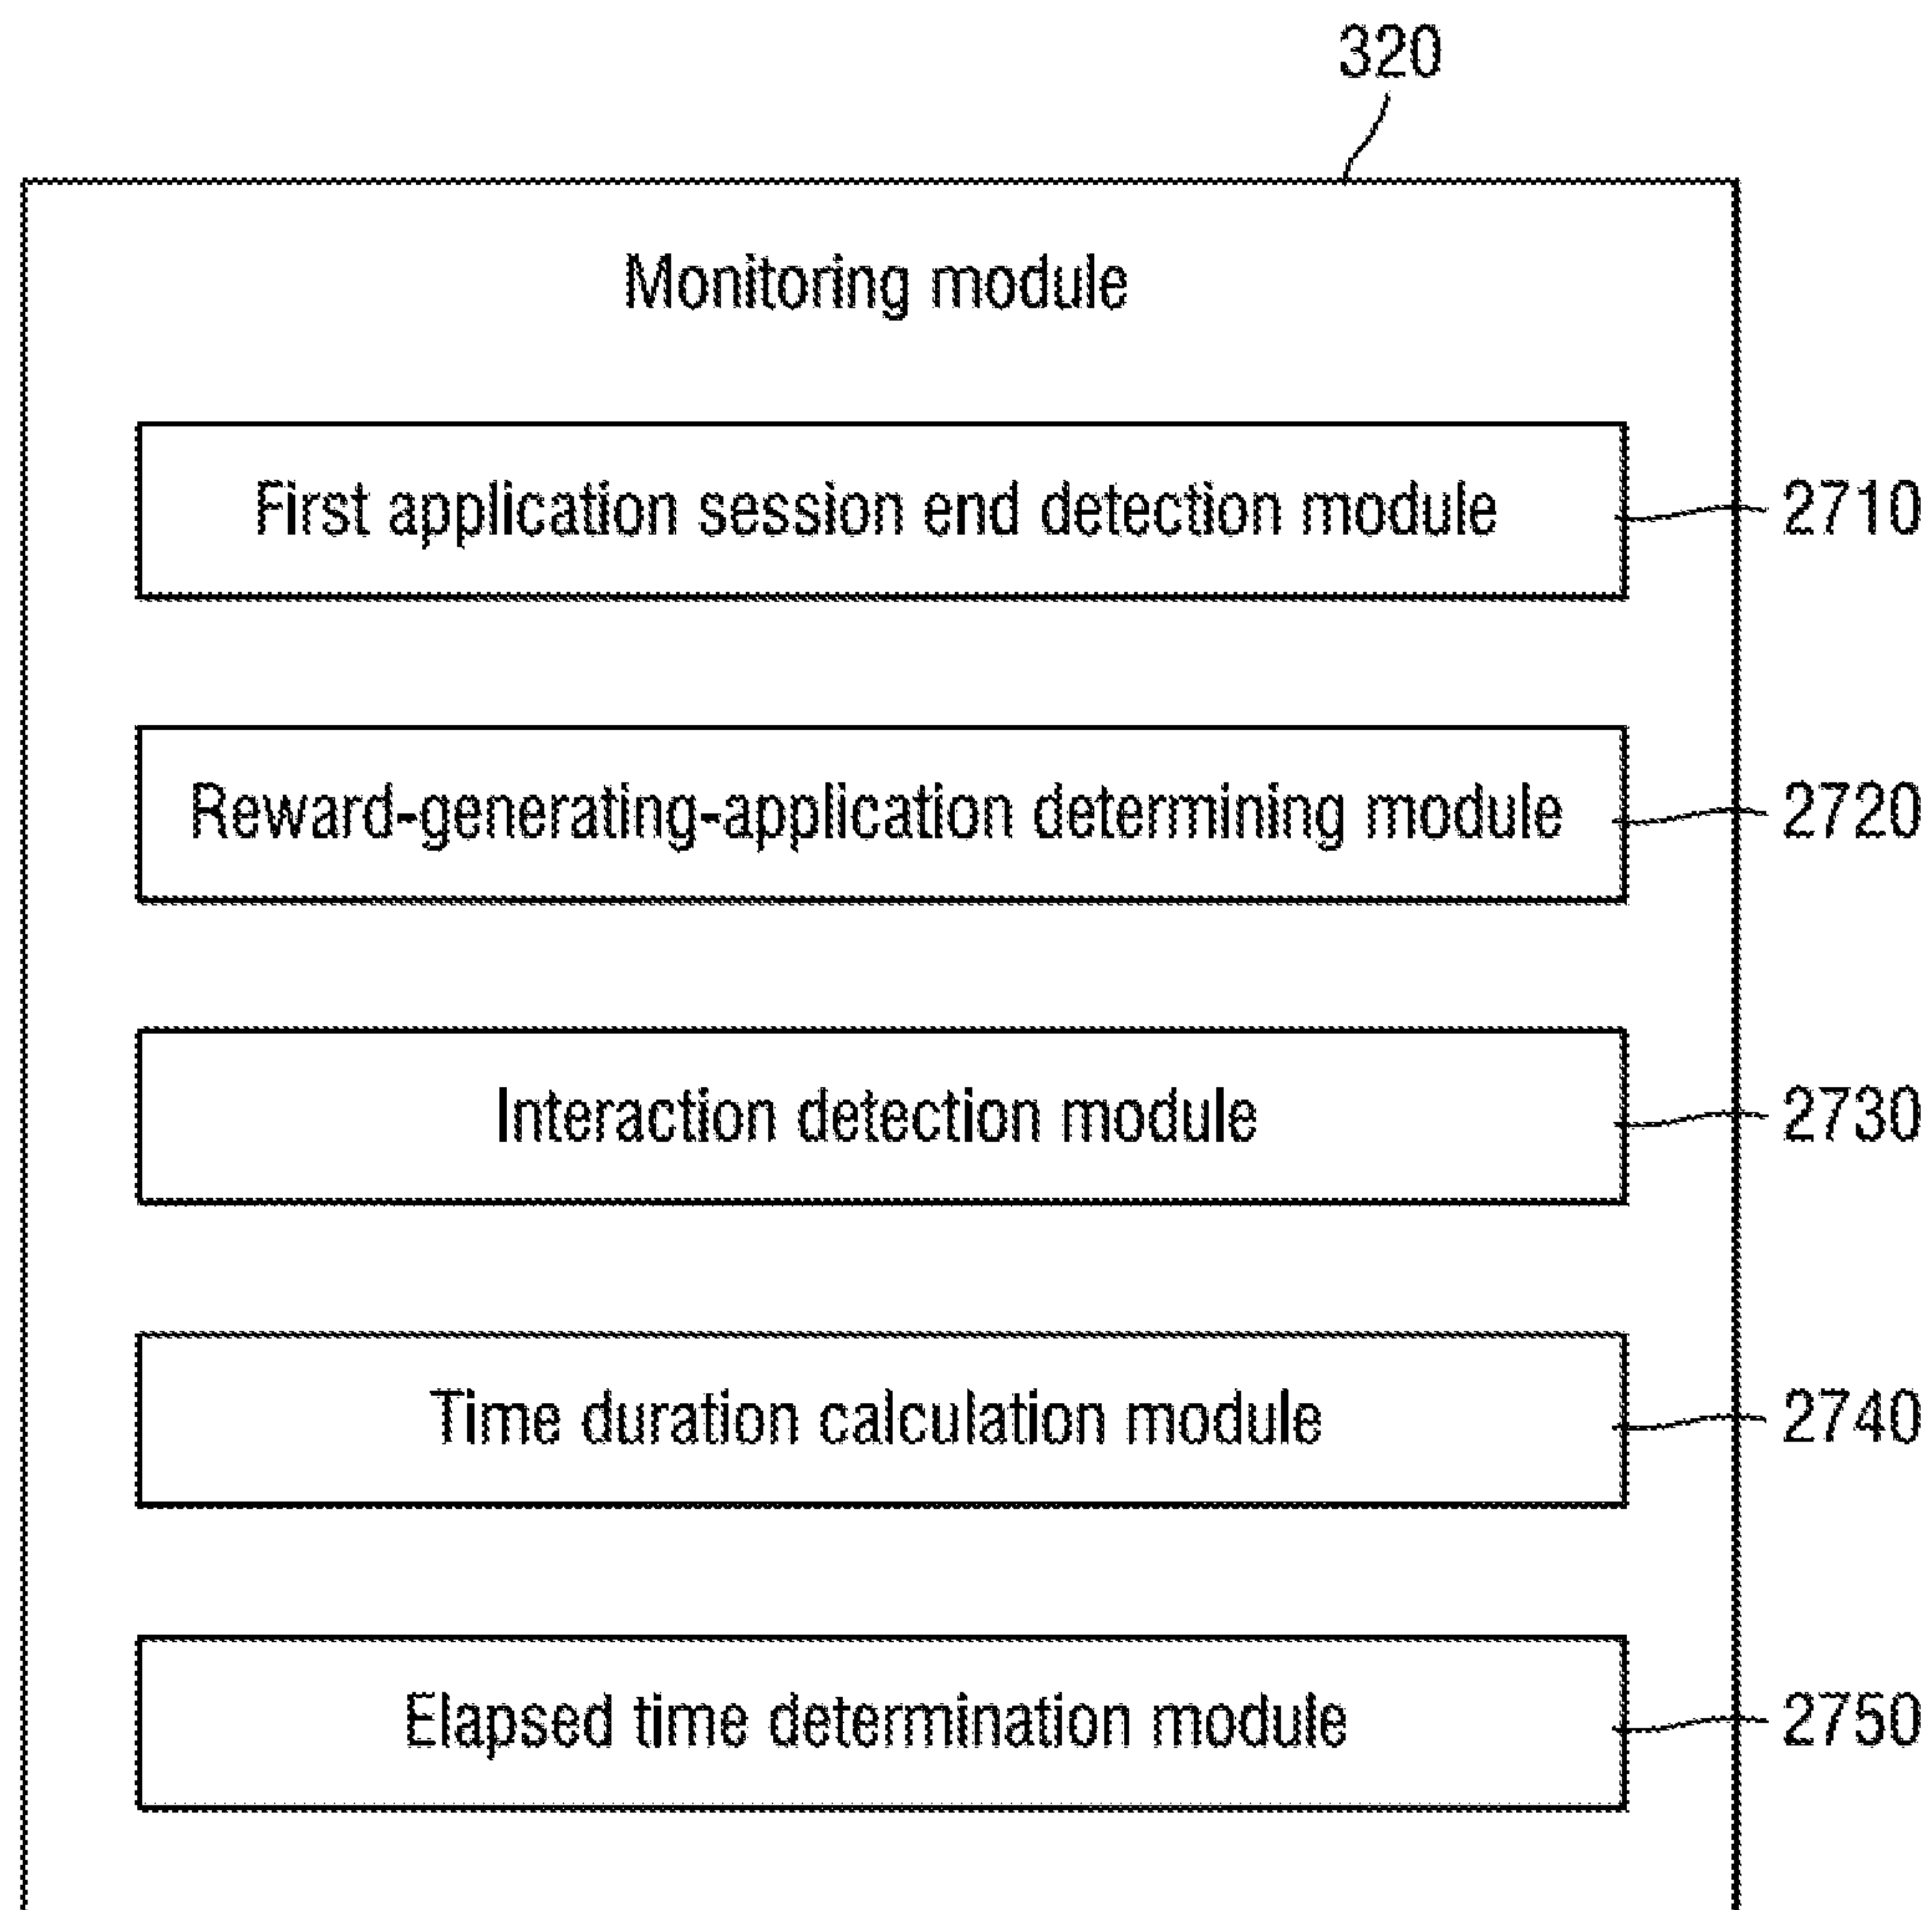 320
Monitoring module
First application session end detection module 2710
Reward-generating-application determining module 2720
Interaction detection module 2730
Time duration calculation module 2740
Elapsed time determination module 2750